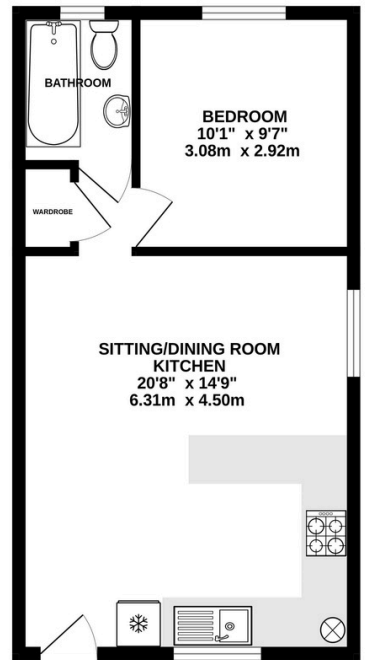 BATHROOM
BEDROOM
10'1" x 9'7"
3.08m x 2.92m
WARDROBE
SITTING/DINING ROOM
KITCHEN
20'8" x 14'9"
6.31m x 4.50m